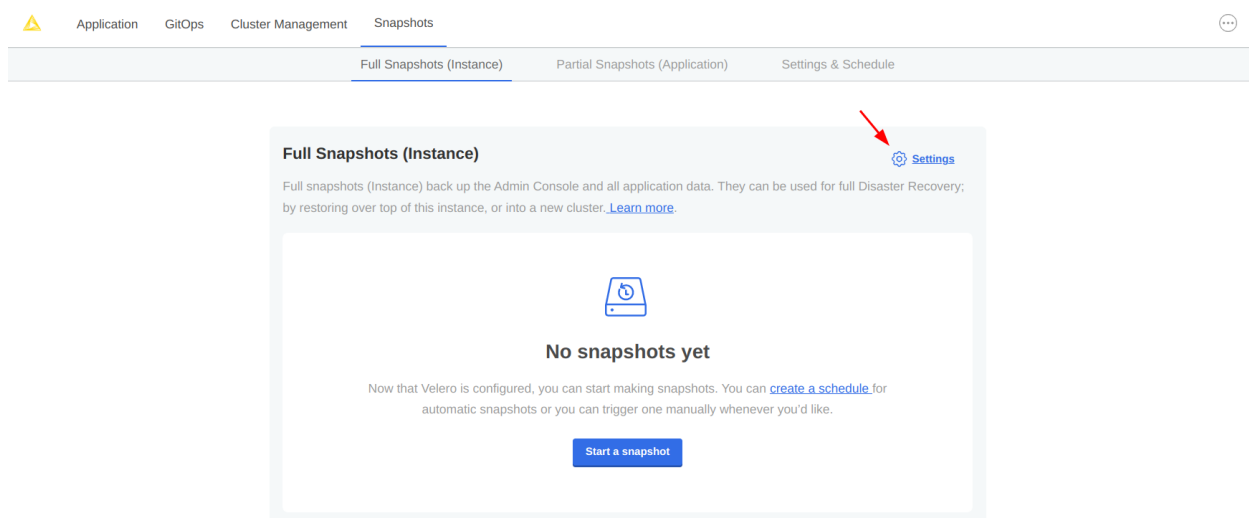 Application GitOps Cluster Management Snapshots
Full Snapshots (Instance) Partial Snapshots (Application) Settings & Schedule
Full Snapshots (Instance)
Settings
Full snapshots (Instance) back up the Admin Console and all application data. They can be used for full Disaster Recovery;
by restoring over top of this instance, or into a new cluster. Learn more.
No snapshots yet
Now that Velero is configured, you can start making snapshots. You can create a schedule for
automatic snapshots or you can trigger one manually whenever you'd like.
Start a snapshot